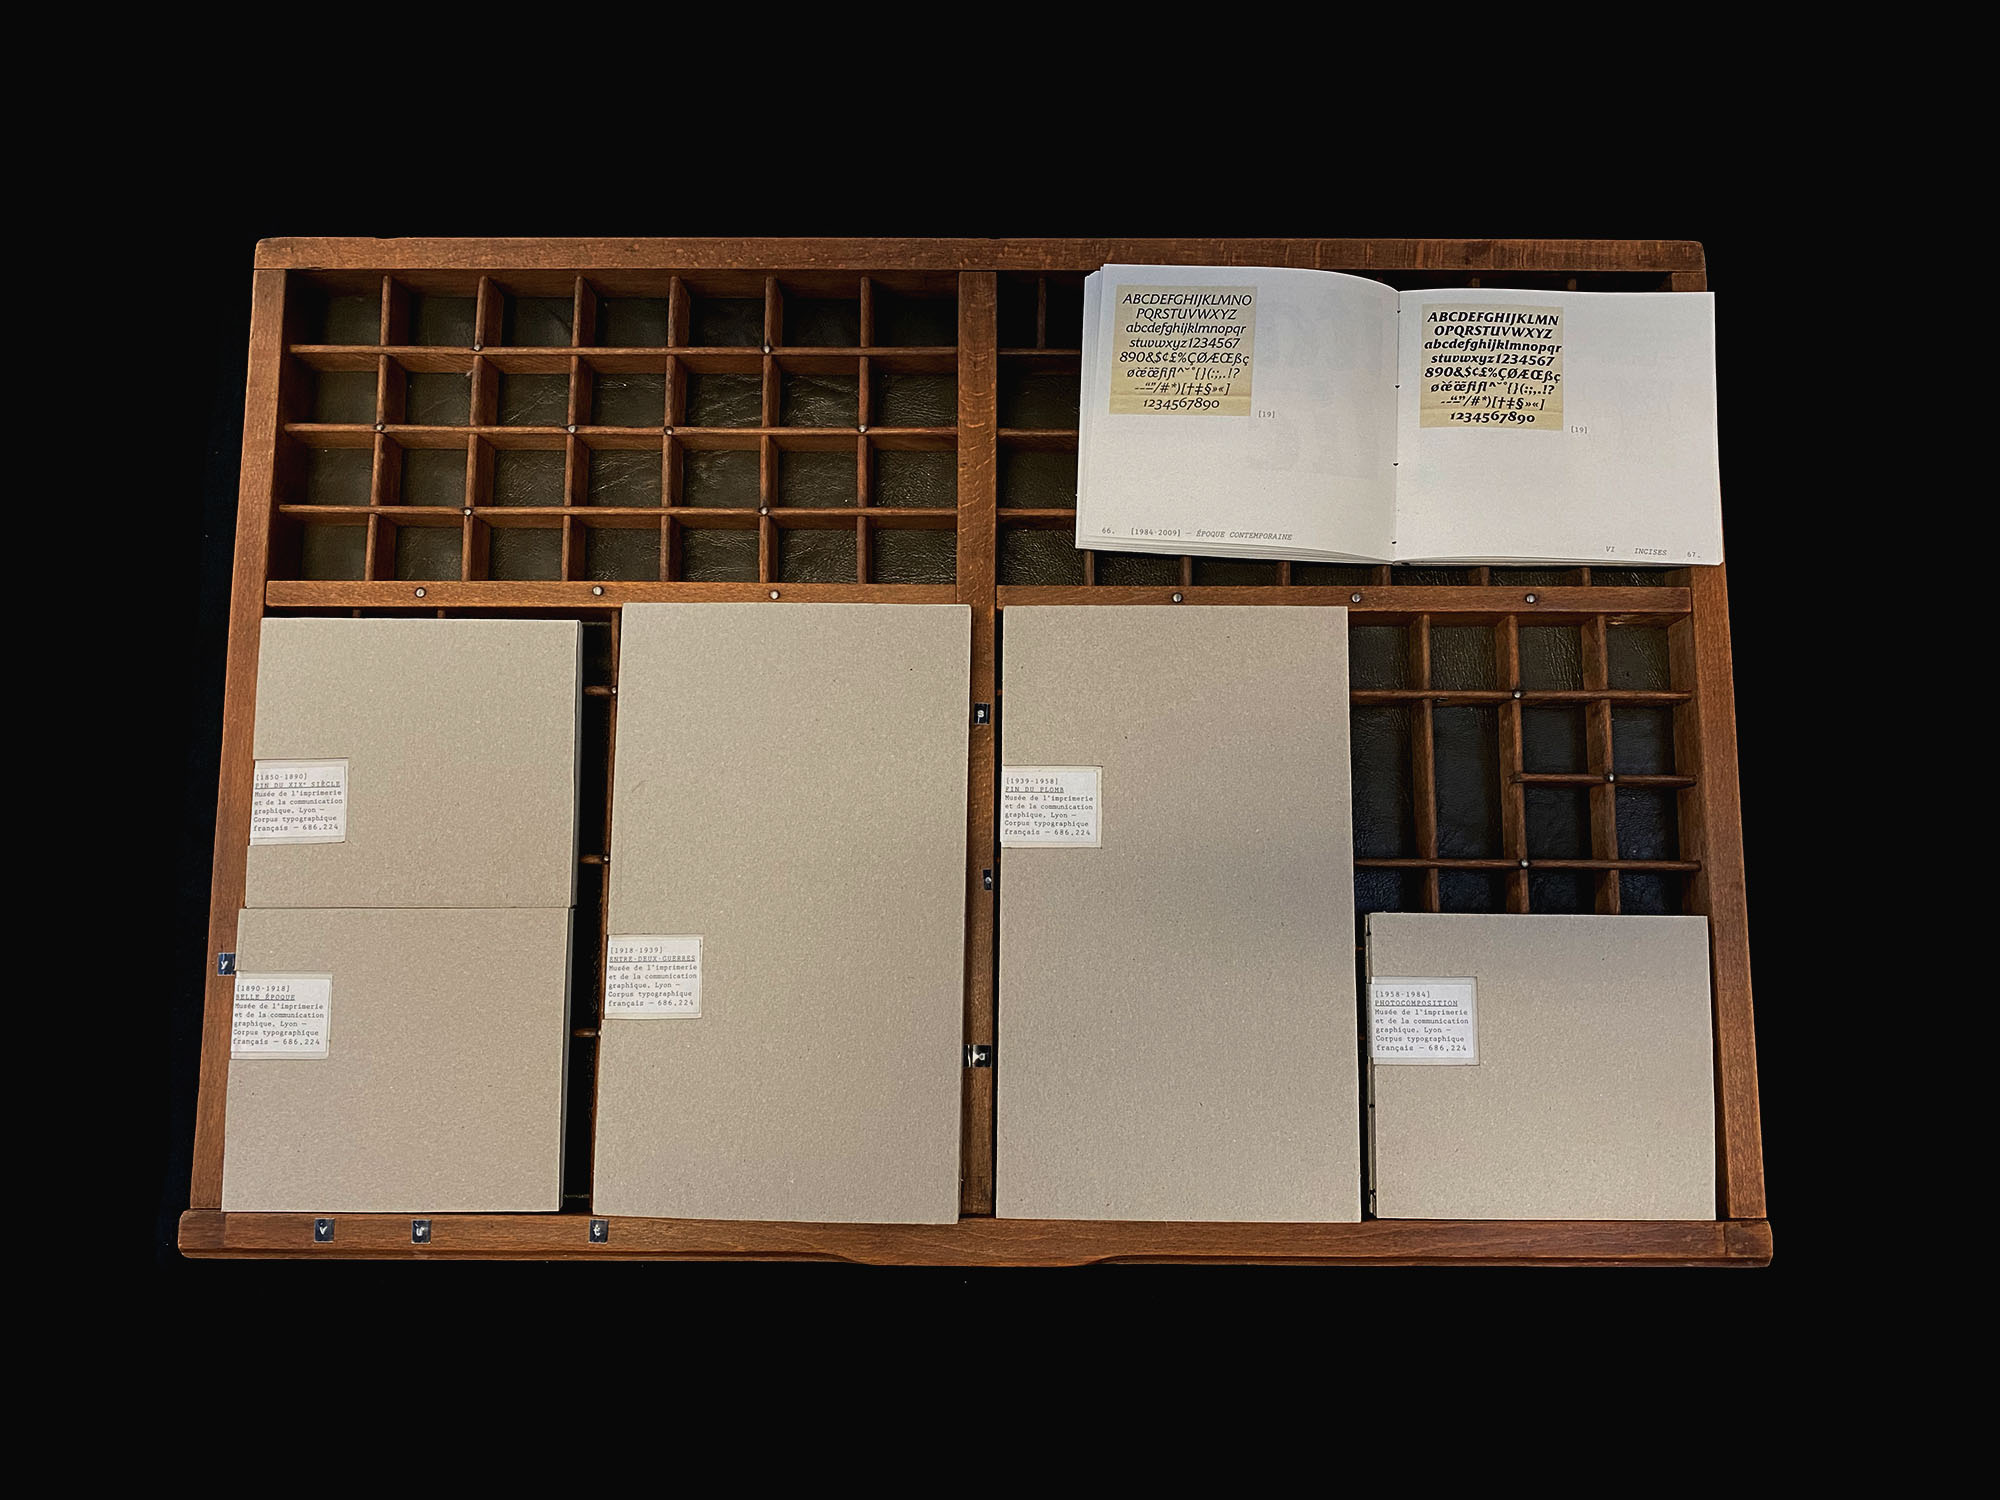 ABCDEFGHIJKLMNO
PQRSTUVWXYZ
abcdefghijklmnopqr
stuvwxyz1234567
890&$¢£%ÇØÆŒßç
[19]
1234567890
66. [1984-2009] — ÉPOQUE CONTEMPORAINE
ABCDEFGHIJKLMN
OPQRSTUVWXYZ
abcdefghijklmnopqr
stuvwxyz1234567
890&$¢£%ÇØÆŒßç
1234567890
[19]
VI INCISES 67.
[1850-1890]
FIN DU XIXᵉ SIÈCLE
Musée de l'imprimerie
et de la communication
graphique, Lyon —
Corpus typographique
français — 686.224
[1890-1918]
BELLE ÉPOQUE
Musée de l'imprimerie
et de la communication
graphique, Lyon —
Corpus typographique
français — 686.224
[1918-1939]
ENTRE-DEUX-GUERRES
Musée de l'imprimerie
et de la communication
graphique, Lyon —
Corpus typographique
français — 686.224
[1939-1958]
FIN DU PLOMB
Musée de l'imprimerie
et de la communication
graphique, Lyon —
Corpus typographique
français — 686.224
[1958-1984]
PHOTOCOMPOSITION
Musée de l'imprimerie
et de la communication
graphique, Lyon —
Corpus typographique
français — 686.224
y
v
u
t